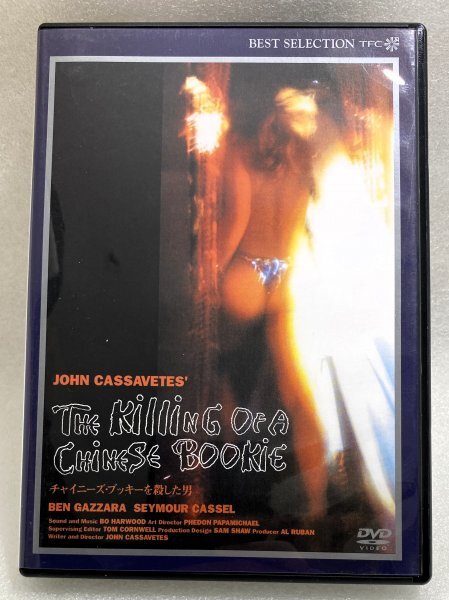 BEST SELECTION TFC
JOHN CASSAVETES'
THE KILLING OF A
CHINESE BOOKIE
チャイニーズ・ブッキーを殺した男
BEN GAZZARA SEYMOUR CASSEL
Sound and Music BO HARWOOD Art Director PHEDON PAPAMICHAEL
Supervising Editor TOM CORNWELL Production Design SAM SHAW Producer AL RUBAN
Writer and Director JOHN CASSAVETES
DVD
VIDEO